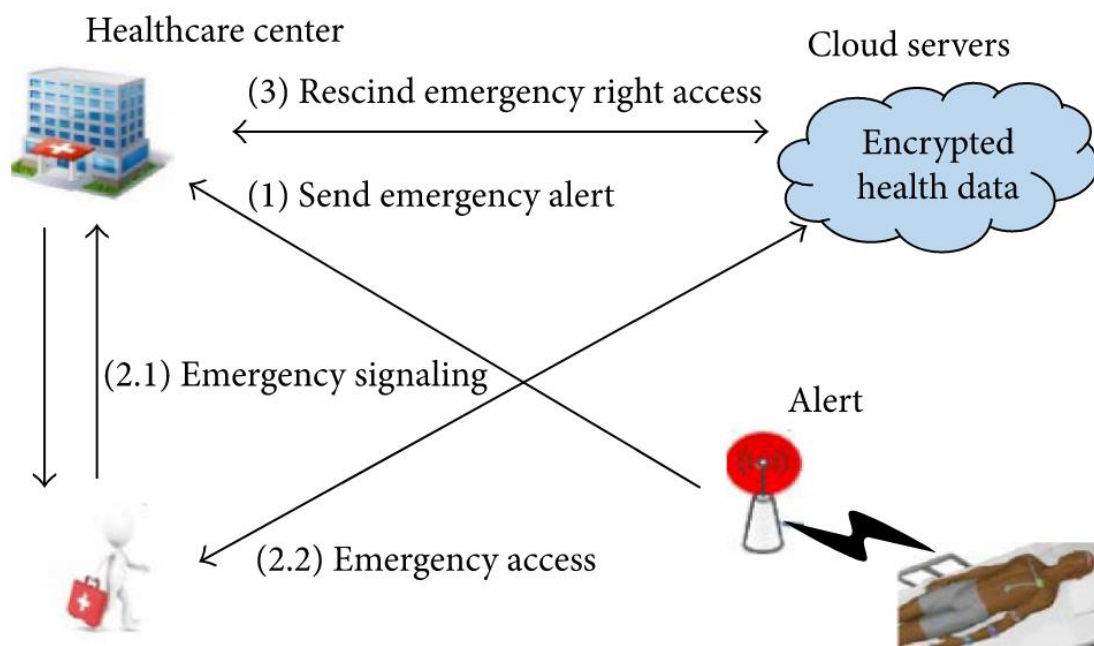 Healthcare center
Cloud servers
(3) Rescind emergency right access
Encrypted
health data
(1) Send emergency alert
(2.1) Emergency signaling
Alert
(2.2) Emergency access